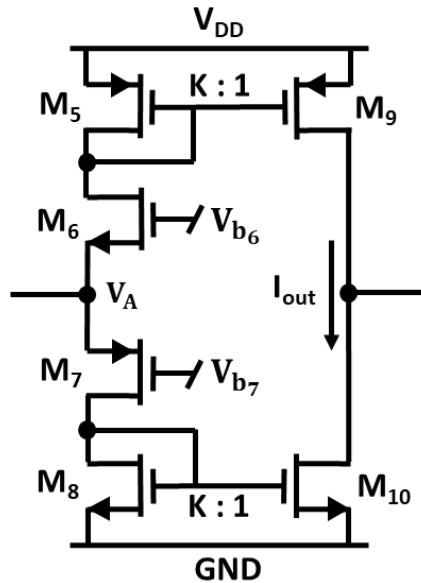 V_DD
M_5 K : 1 M_9
M_6 V_b6
V_A I_out
M_7 V_b7
M_8 K : 1 M_10
GND